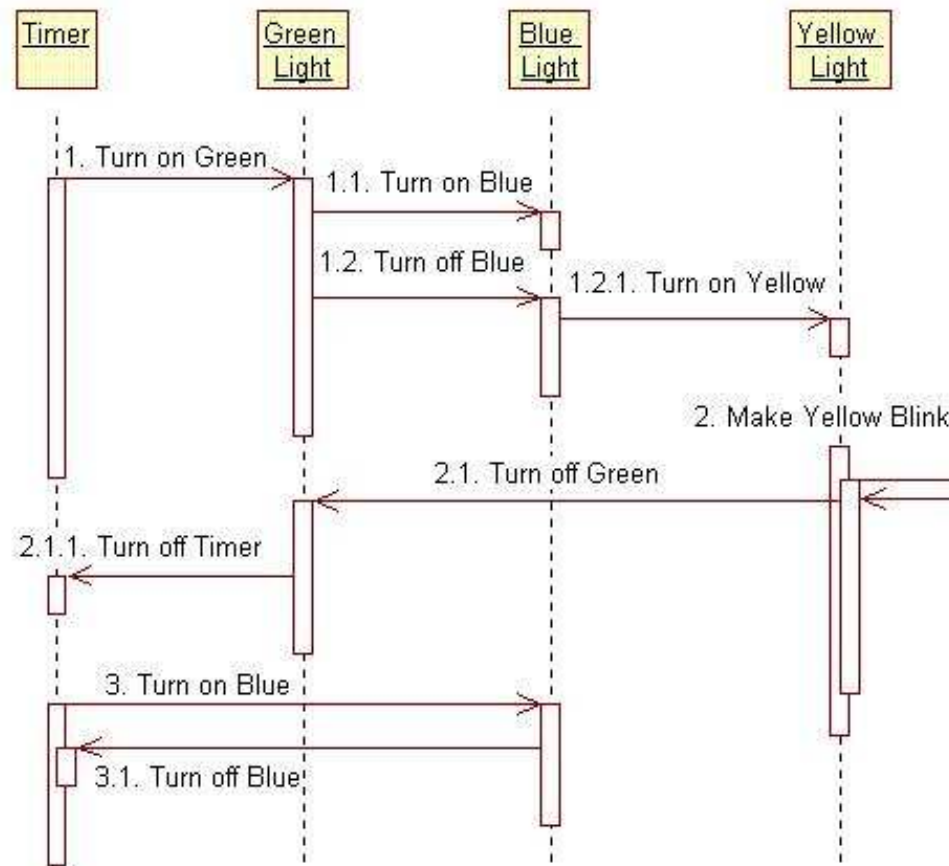 Timer
Green
Light
Blue
Light
Yellow
Light
1. Turn on Green
1.1. Turn on Blue
1.2. Turn off Blue
1.2.1. Turn on Yellow
2. Make Yellow Blink
2.1. Turn off Green
2.1.1. Turn off Timer
3. Turn on Blue
3.1. Turn off Blue